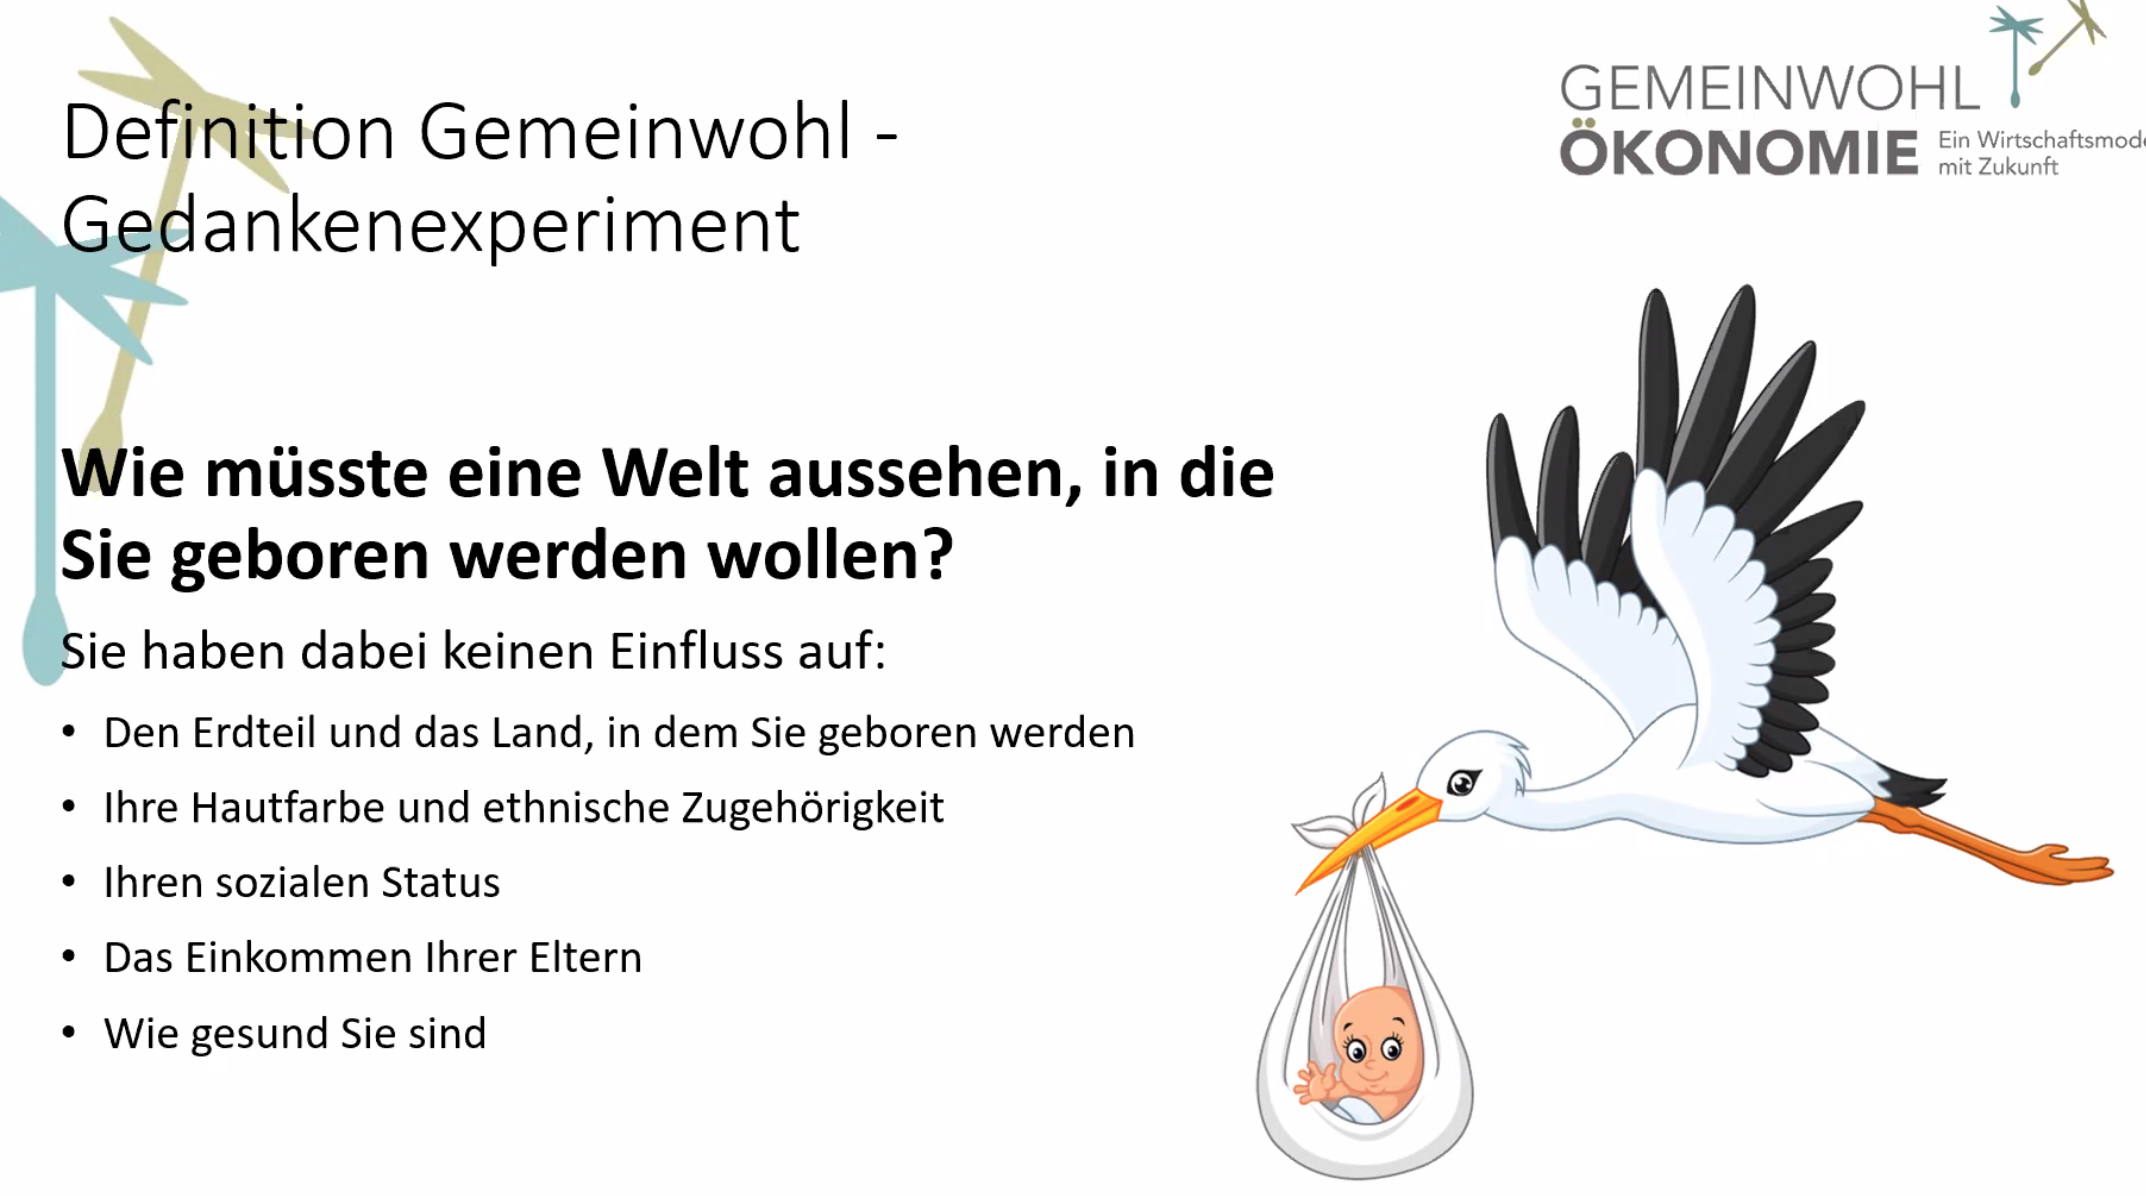 Definition Gemeinwohl -
Gedankenexperiment
GEMEINWOHL
ÖKONOMIE
Ein Wirtschaftsmode
mit Zukunft
Wie müsste eine Welt aussehen, in die
Sie geboren werden wollen?
Sie haben dabei keinen Einfluss auf:
• Den Erdteil und das Land, in dem Sie geboren werden
• Ihre Hautfarbe und ethnische Zugehörigkeit
• Ihren sozialen Status
• Das Einkommen Ihrer Eltern
• Wie gesund Sie sind